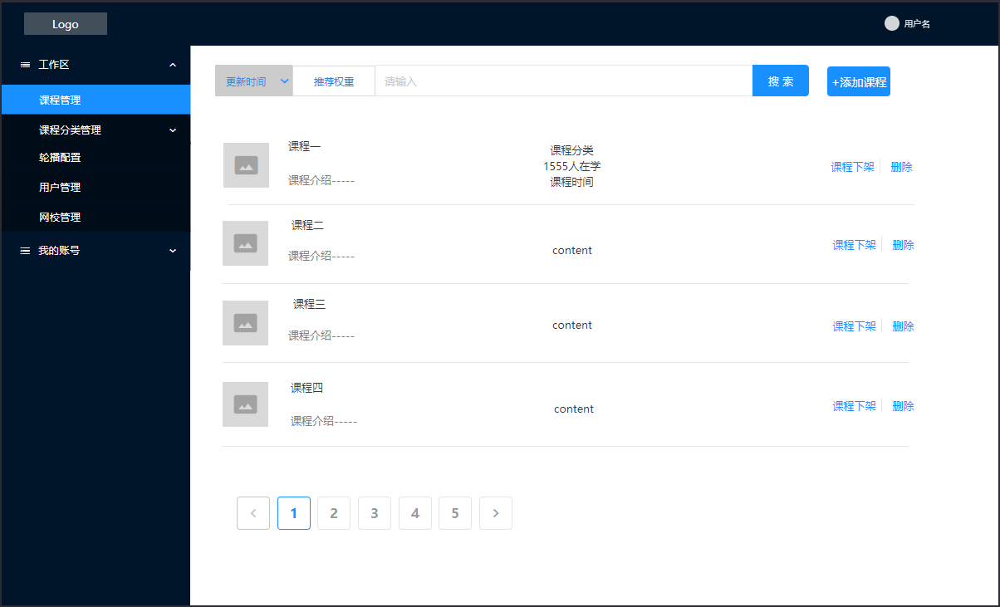 Logo
用户名
工作区
课程管理
课程分类管理
轮播配置
用户管理
网校管理
我的账号
更新时间
推荐权重
请输入
搜 索
+添加课程
课程一
课程介绍-----
课程分类
1555人在学
课程时间
课程下架
删除
课程二
课程介绍-----
content
课程下架
删除
课程三
课程介绍-----
content
课程下架
删除
课程四
课程介绍-----
content
课程下架
删除
1 2 3 4 5